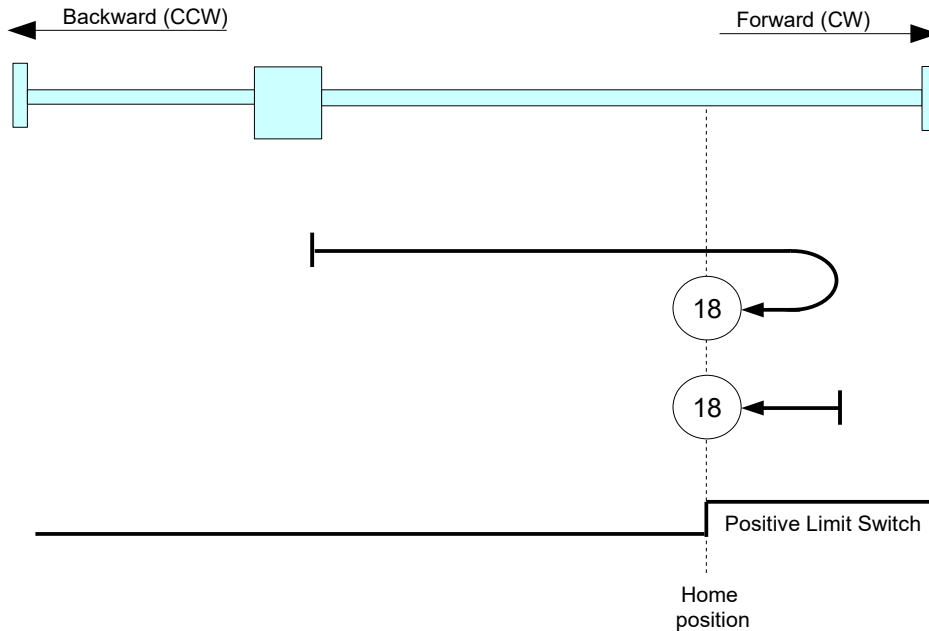 Backward (CCW)
Forward (CW)
18
18
Positive Limit Switch
Home
position